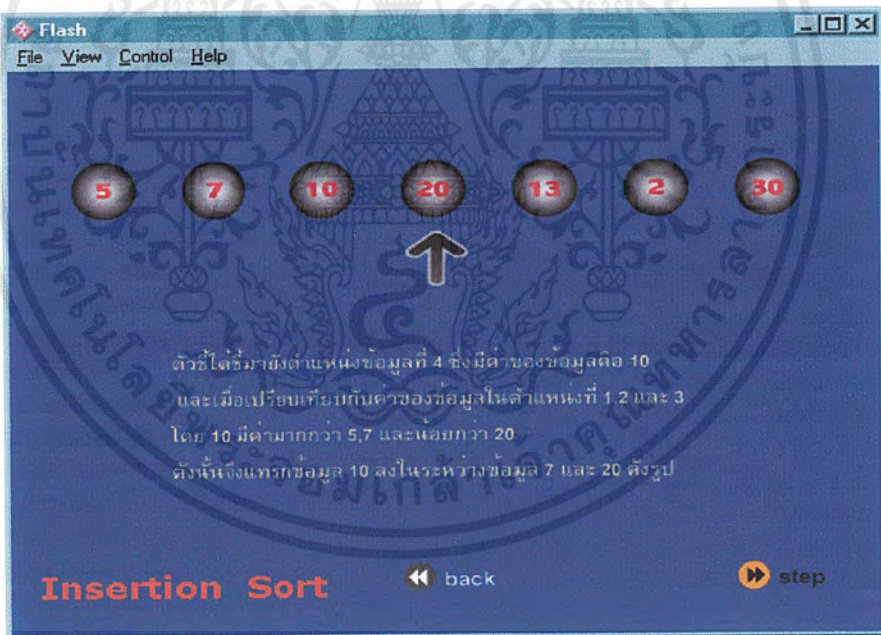 Flash
File View Control Help
5 7 10 20 13 2 30
ตัวชี้ได้ชี้มายังตำแหน่งข้อมูลที่ 4 ซึ่งมีค่าของข้อมูลคือ 10
และเมื่อเปรียบเทียบกับค่าของข้อมูลในตำแหน่งที่ 1,2 และ 3
โดย 10 มีค่ามากกว่า 5,7 และน้อยกว่า 20
ดังนั้นจึงแทรกข้อมูล 10 ลงในระหว่างข้อมูล 7 และ 20 ดังรูป
Insertion Sort
back
step